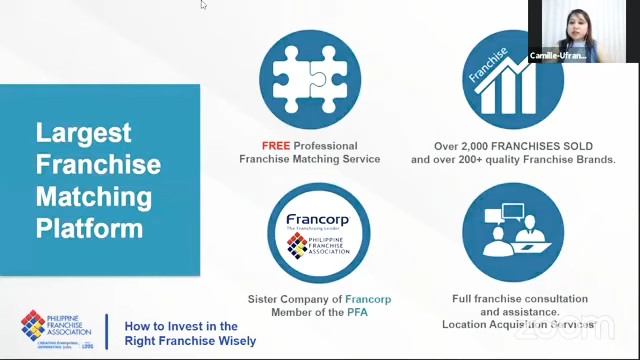 Camille-Ufran...
Largest
Franchise
Matching
Platform
FREE Professional
Franchise Matching Service
Franchise
Over 2,000 FRANCHISES SOLD
and over 200+ quality Franchise Brands.
Francorp
The Franchising Leader
PHILIPPINE
FRANCHISE
ASSOCIATION
Sister Company of Francorp
Member of the PFA
Full franchise consultation
and assistance.
Location Acquisition Services*
PHILIPPINE
FRANCHISE
ASSOCIATION
How to Invest in the
Right Franchise Wisely
zoom